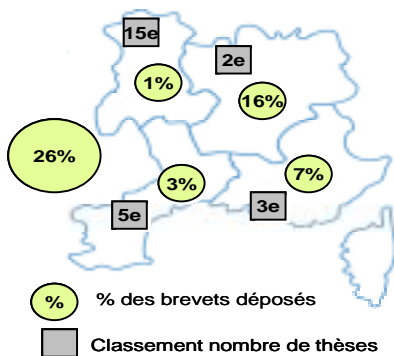 15e
2e
1%
16%
26%
3%
7%
5e
3e
% % des brevets déposés
Classement nombre de thèses